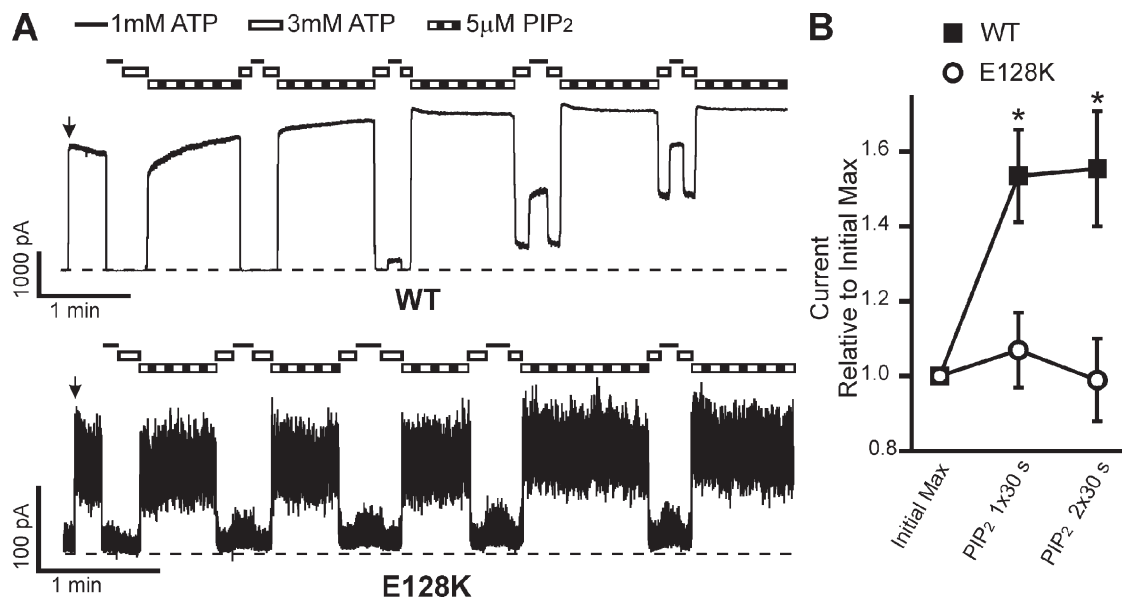 A
1mM ATP
3mM ATP
5μM PIP2
1000 pA
1 min
WT
100 pA
1 min
E128K
B
WT
E128K
*
*
Current
Relative to Initial Max
1.6
1.4
1.2
1.0
0.8
Initial Max
PIP2 1x30 s
PIP2 2x30 s